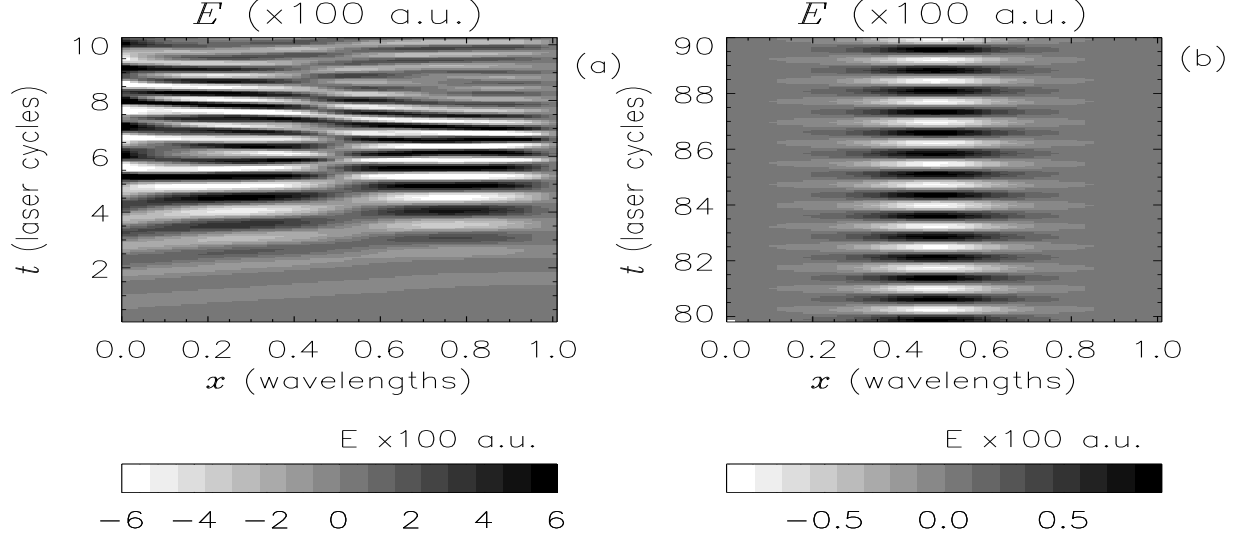 E (×100 a.u.)
10
8
6
4
2
t (laser cycles)
0.0 0.2 0.4 0.6 0.8 1.0
x (wavelengths)
(a)
E ×100 a.u.
−6 −4 −2 0 2 4 6
E (×100 a.u.)
90
88
86
84
82
80
t (laser cycles)
0.0 0.2 0.4 0.6 0.8 1.0
x (wavelengths)
(b)
E ×100 a.u.
−0.5 0.0 0.5